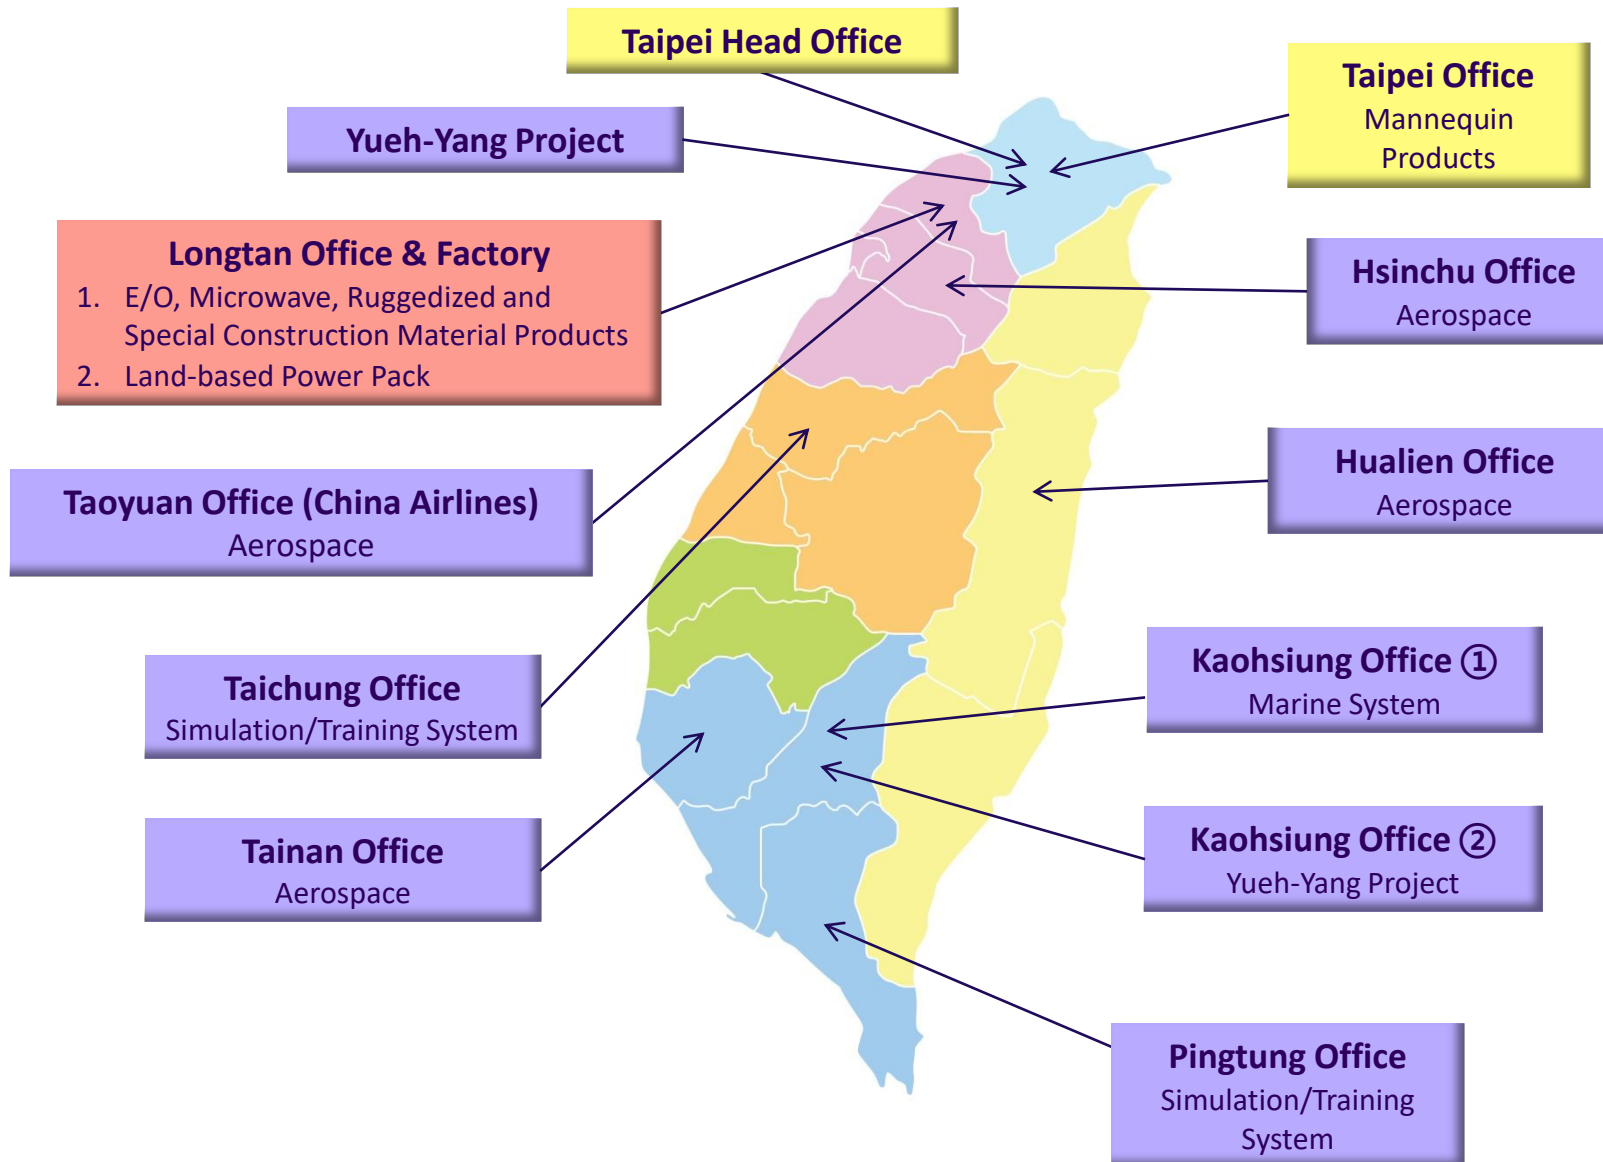 Taipei Head Office
Taipei Office
Mannequin
Products
Yueh-Yang Project
Longtan Office & Factory
1. E/O, Microwave, Ruggedized and
Special Construction Material Products
2. Land-based Power Pack
Hsinchu Office
Aerospace
Hualien Office
Aerospace
Taoyuan Office (China Airlines)
Aerospace
Taichung Office
Simulation/Training System
Kaohsiung Office ①
Marine System
Tainan Office
Aerospace
Kaohsiung Office ②
Yueh-Yang Project
Pingtung Office
Simulation/Training
System